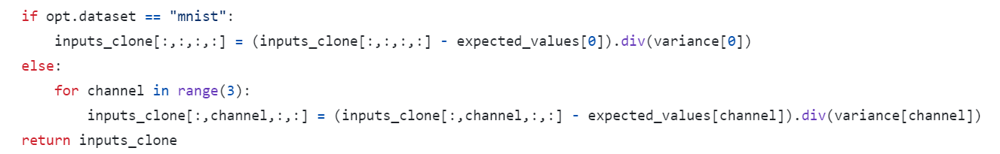 if opt.dataset == "mnist":
    inputs_clone[:,:,:,:] = (inputs_clone[:,:,:,:] - expected_values[0]).div(variance[0])
else:
    for channel in range(3):
        inputs_clone[:,channel,:,:] = (inputs_clone[:,channel,:,:] - expected_values[channel]).div(variance[channel])
return inputs_clone